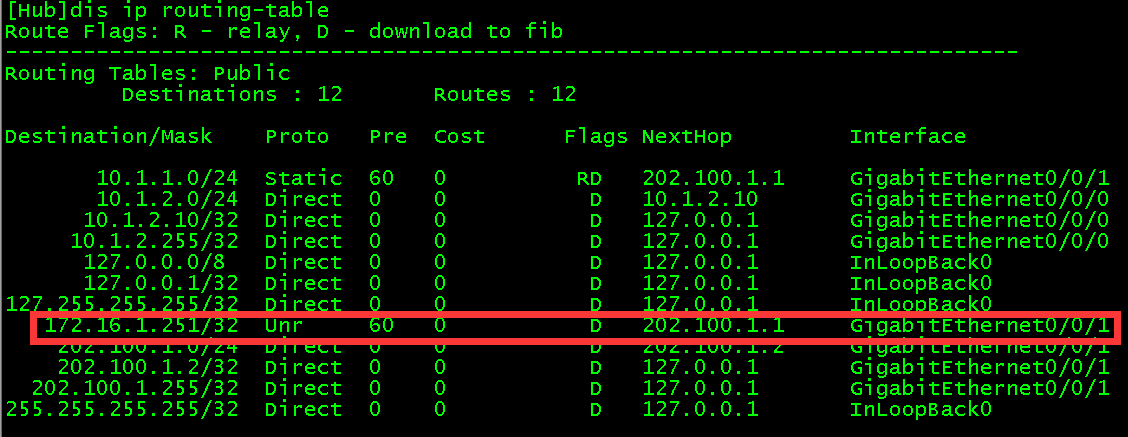 [Hub]dis ip routing-table
Route Flags: R - relay, D - download to fib
------------------------------------------------------------------------------
Routing Tables: Public
         Destinations : 12       Routes : 12

Destination/Mask    Proto   Pre  Cost      Flags NextHop         Interface

       10.1.1.0/24  Static  60   0          RD   202.100.1.1     GigabitEthernet0/0/1
       10.1.2.0/24  Direct  0    0           D   10.1.2.10       GigabitEthernet0/0/0
      10.1.2.10/32  Direct  0    0           D   127.0.0.1       GigabitEthernet0/0/0
     10.1.2.255/32  Direct  0    0           D   127.0.0.1       GigabitEthernet0/0/0
      127.0.0.0/8   Direct  0    0           D   127.0.0.1       InLoopBack0
      127.0.0.1/32  Direct  0    0           D   127.0.0.1       InLoopBack0
127.255.255.255/32  Direct  0    0           D   127.0.0.1       InLoopBack0
   172.16.1.251/32  Unr     60   0           D   202.100.1.1     GigabitEthernet0/0/1
    202.100.1.0/24  Direct  0    0           D   202.100.1.2     GigabitEthernet0/0/1
    202.100.1.2/32  Direct  0    0           D   127.0.0.1       GigabitEthernet0/0/1
  202.100.1.255/32  Direct  0    0           D   127.0.0.1       GigabitEthernet0/0/1
255.255.255.255/32  Direct  0    0           D   127.0.0.1       InLoopBack0